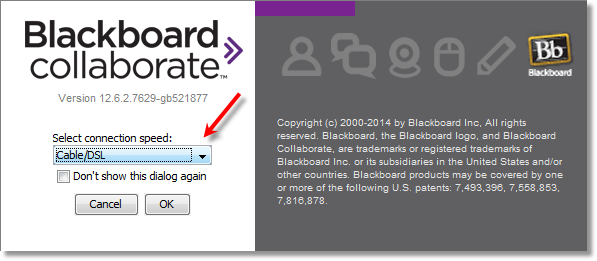 Blackboard
collaborate™
Version 12.6.2.7629-gb521877
Select connection speed:
Cable/DSL
Don't show this dialog again
Cancel OK
Bb
Blackboard
Copyright (c) 2000-2014 by Blackboard Inc, All rights
reserved. Blackboard, the Blackboard logo, and Blackboard
Collaborate, are trademarks or registered trademarks of
Blackboard Inc. or its subsidiaries in the United States and/or
other countries. Blackboard products may be covered by one
or more of the following U.S. patents: 7,493,396, 7,558,853,
7,816,878.